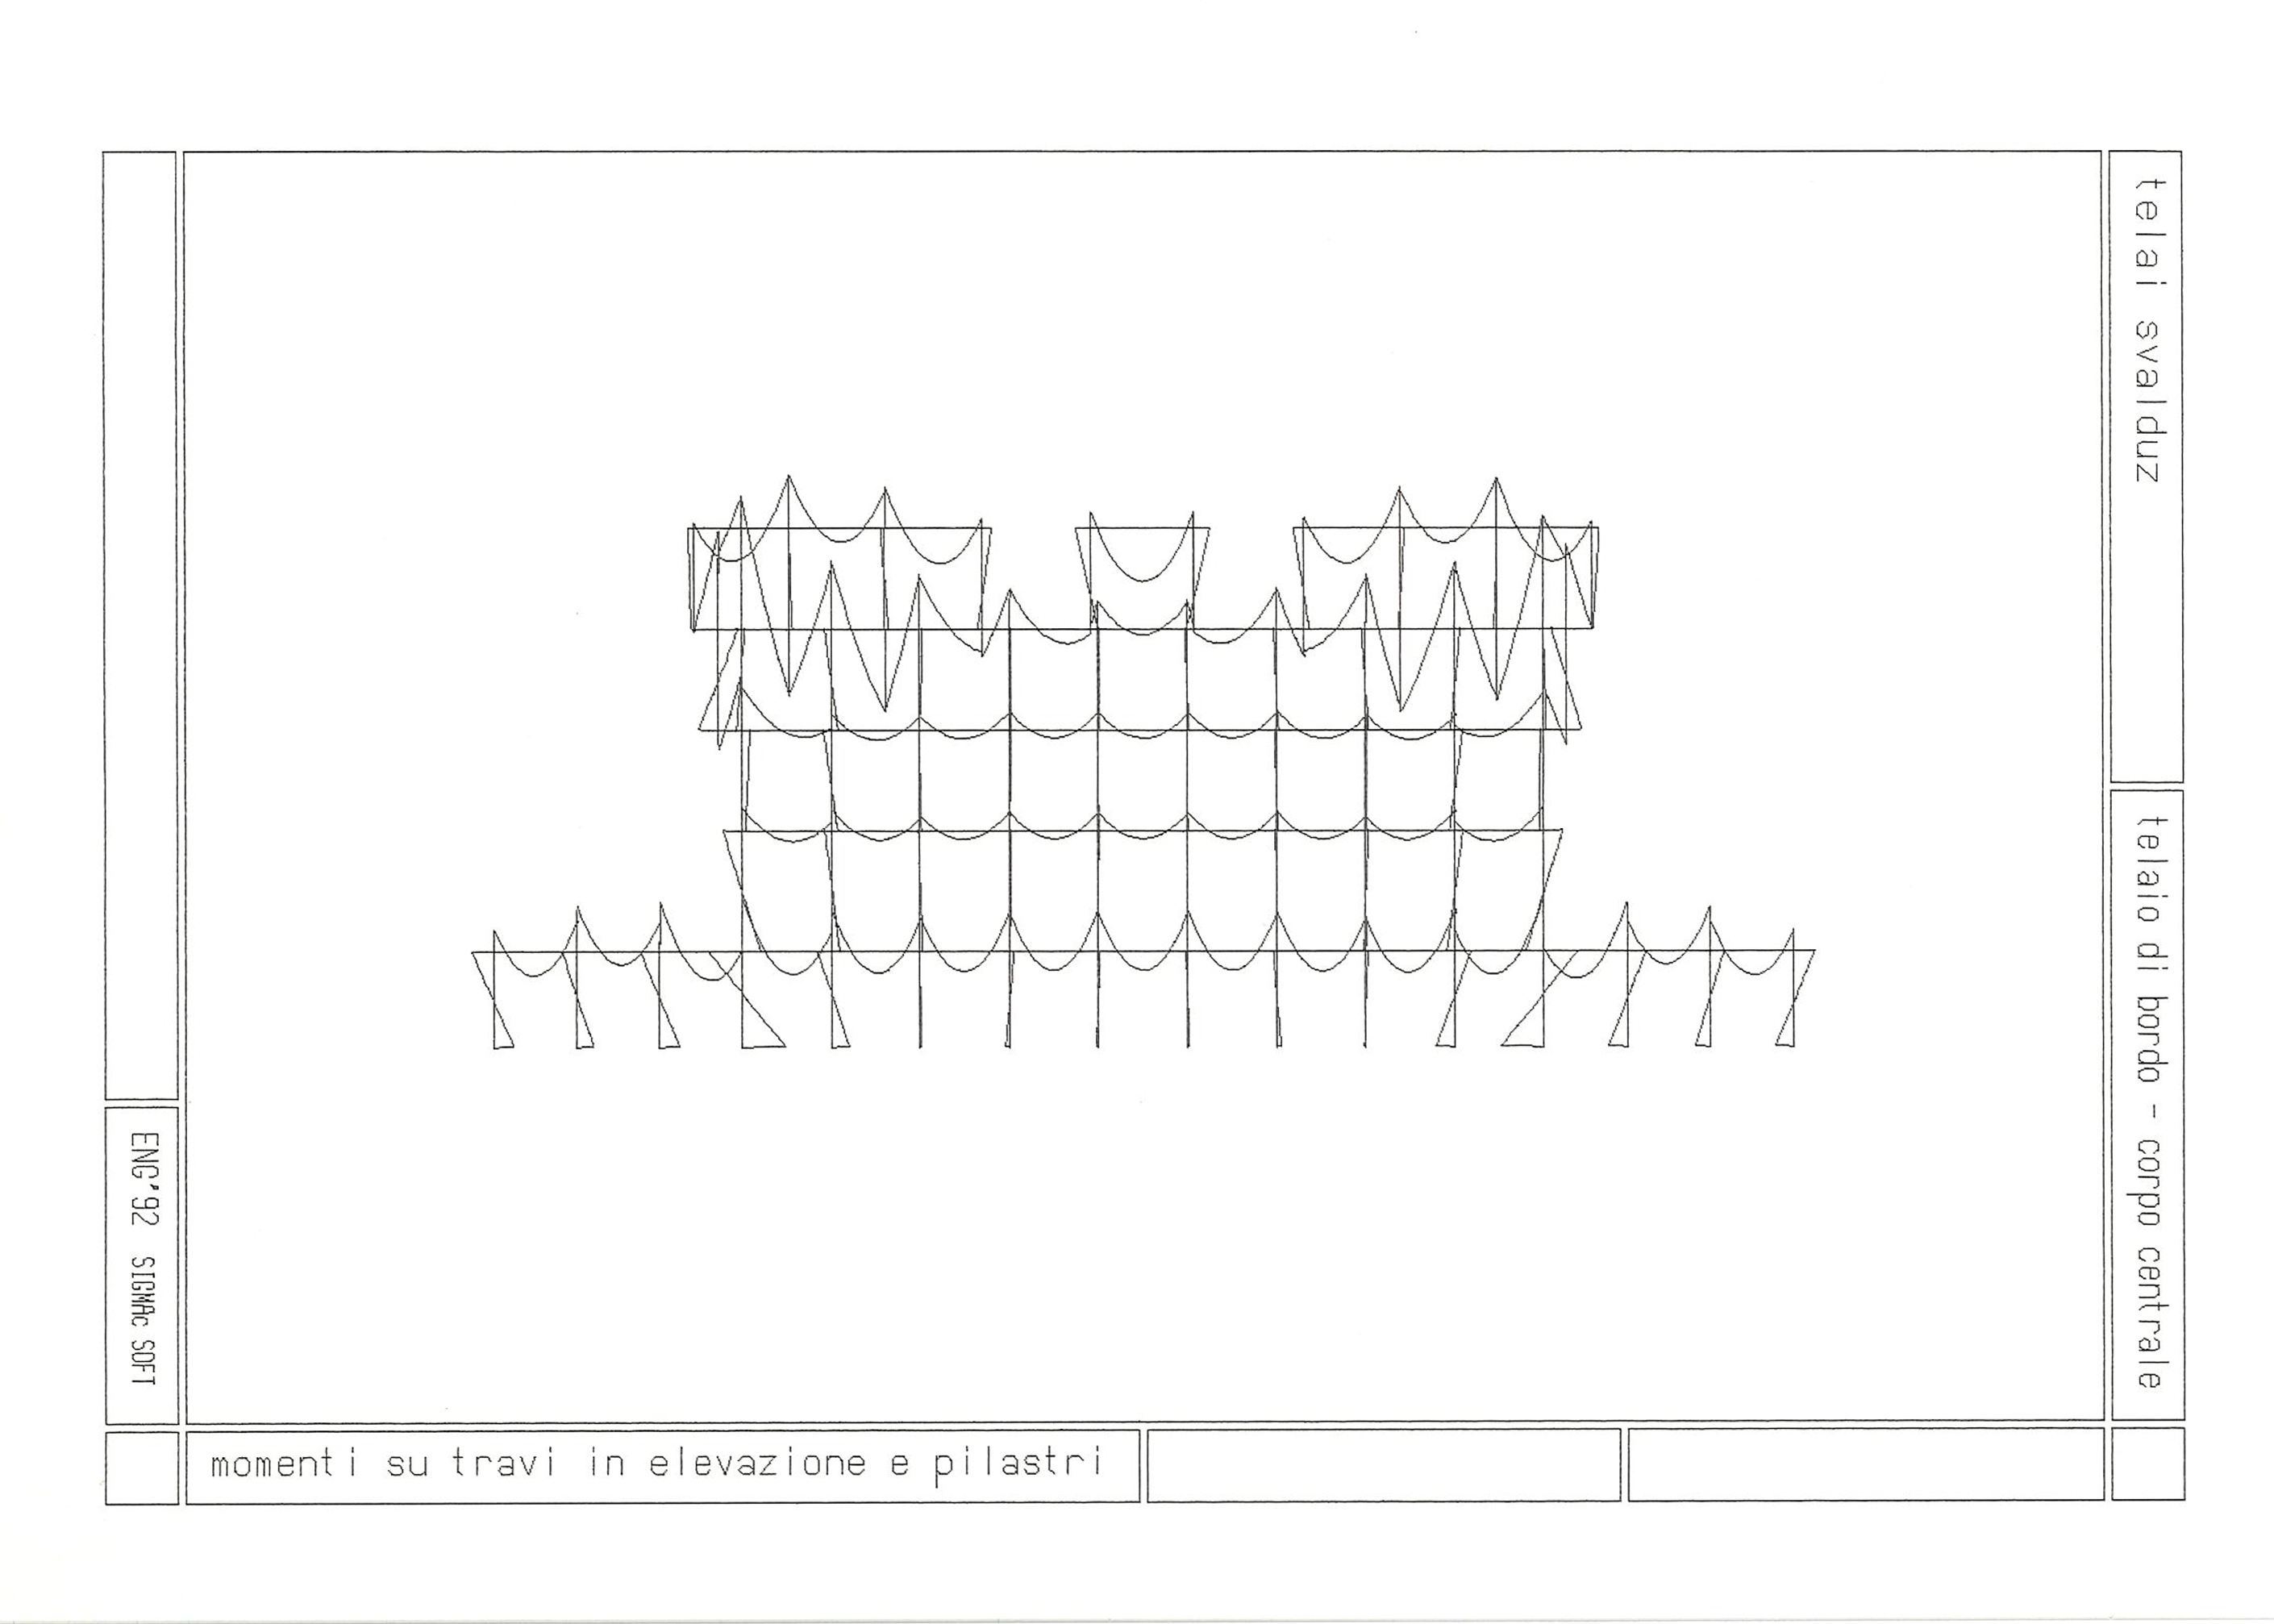 telai svalduz
telaio di bordo - corpo centrale
ENG'92 SIGMAc SOFT
momenti su travi in elevazione e pilastri